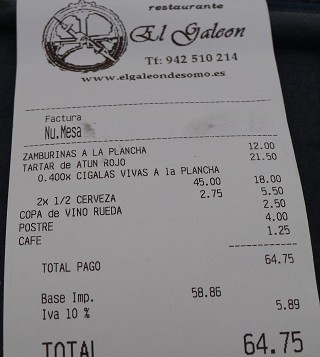 restaurante
El Galeon
Tf: 942 510 214
www.elgaleondesomo.es
Factura
Nu.Mesa
ZAMBURINAS A LA PLANCHA 12.00
TARTAR de ATUN ROJO 21.50
0.400x CIGALAS VIVAS A la PLANCHA
45.00 18.00
2x 1/2 CERVEZA 2.75 5.50
COPA de VINO RUEDA 2.50
POSTRE 4.00
CAFE 1.25
TOTAL PAGO 64.75
Base Imp. 58.86
Iva 10 % 5.89
TOTAL 64.75